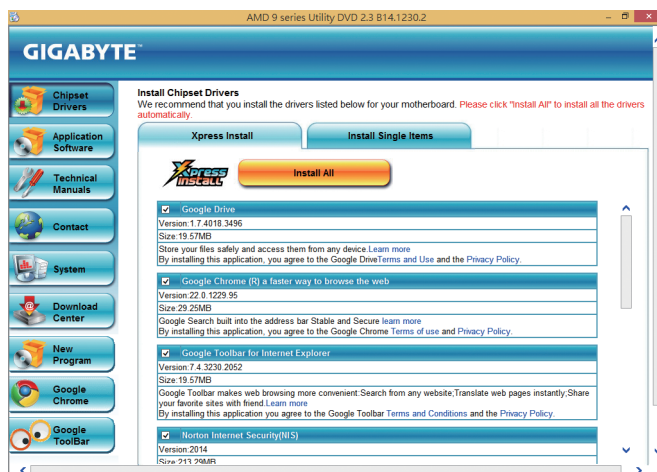 AMD 9 series Utility DVD 2.3 B14.1230.2
GIGABYTE™
Chipset
Drivers
Application
Software
Technical
Manuals
Contact
System
Download
Center
New
Program
Google
Chrome
Google
ToolBar
Install Chipset Drivers
We recommend that you install the drivers listed below for your motherboard. Please click "Install All" to install all the drivers
automatically.
Xpress Install
Install Single Items
Xpress
INSTALL
Install All
Google Drive
Version:1.7.4018.3496
Size:19.57MB
Store your files safely and access them from any device.Learn more
By installing this application, you agree to the Google DriveTerms and Use and the Privacy Policy.
Google Chrome (R) a faster way to browse the web
Version:22.0.1229.95
Size:29.25MB
Google Search built into the address bar Stable and Secure learn more
By installing this application, you agree to the Google Chrome Terms of use and Privacy Policy.
Google Toolbar for Internet Explorer
Version:7.4.3230.2052
Size:19.57MB
Google Toolbar makes web browsing more convenient:Search from any website;Translate web pages instantly;Share
your favorite sites with friend.Learn more
By installing this application you agree to the Google Toolbar Terms and Conditions and the Privacy Policy.
Norton Internet Security(NIS)
Version:2014
Size:213.29MB